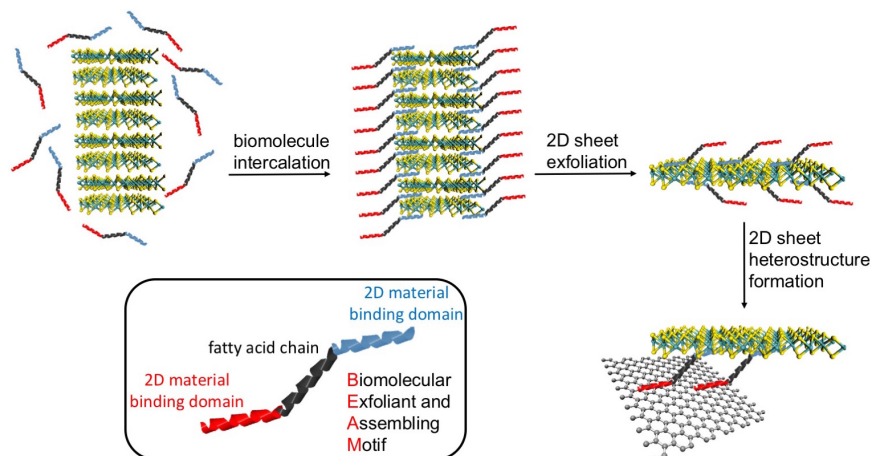 biomolecule
intercalation
2D sheet
exfoliation
2D sheet
heterostructure
formation
2D material
binding domain
fatty acid chain
2D material
binding domain
Biomolecular
Exfoliant and
Assembling
Motif